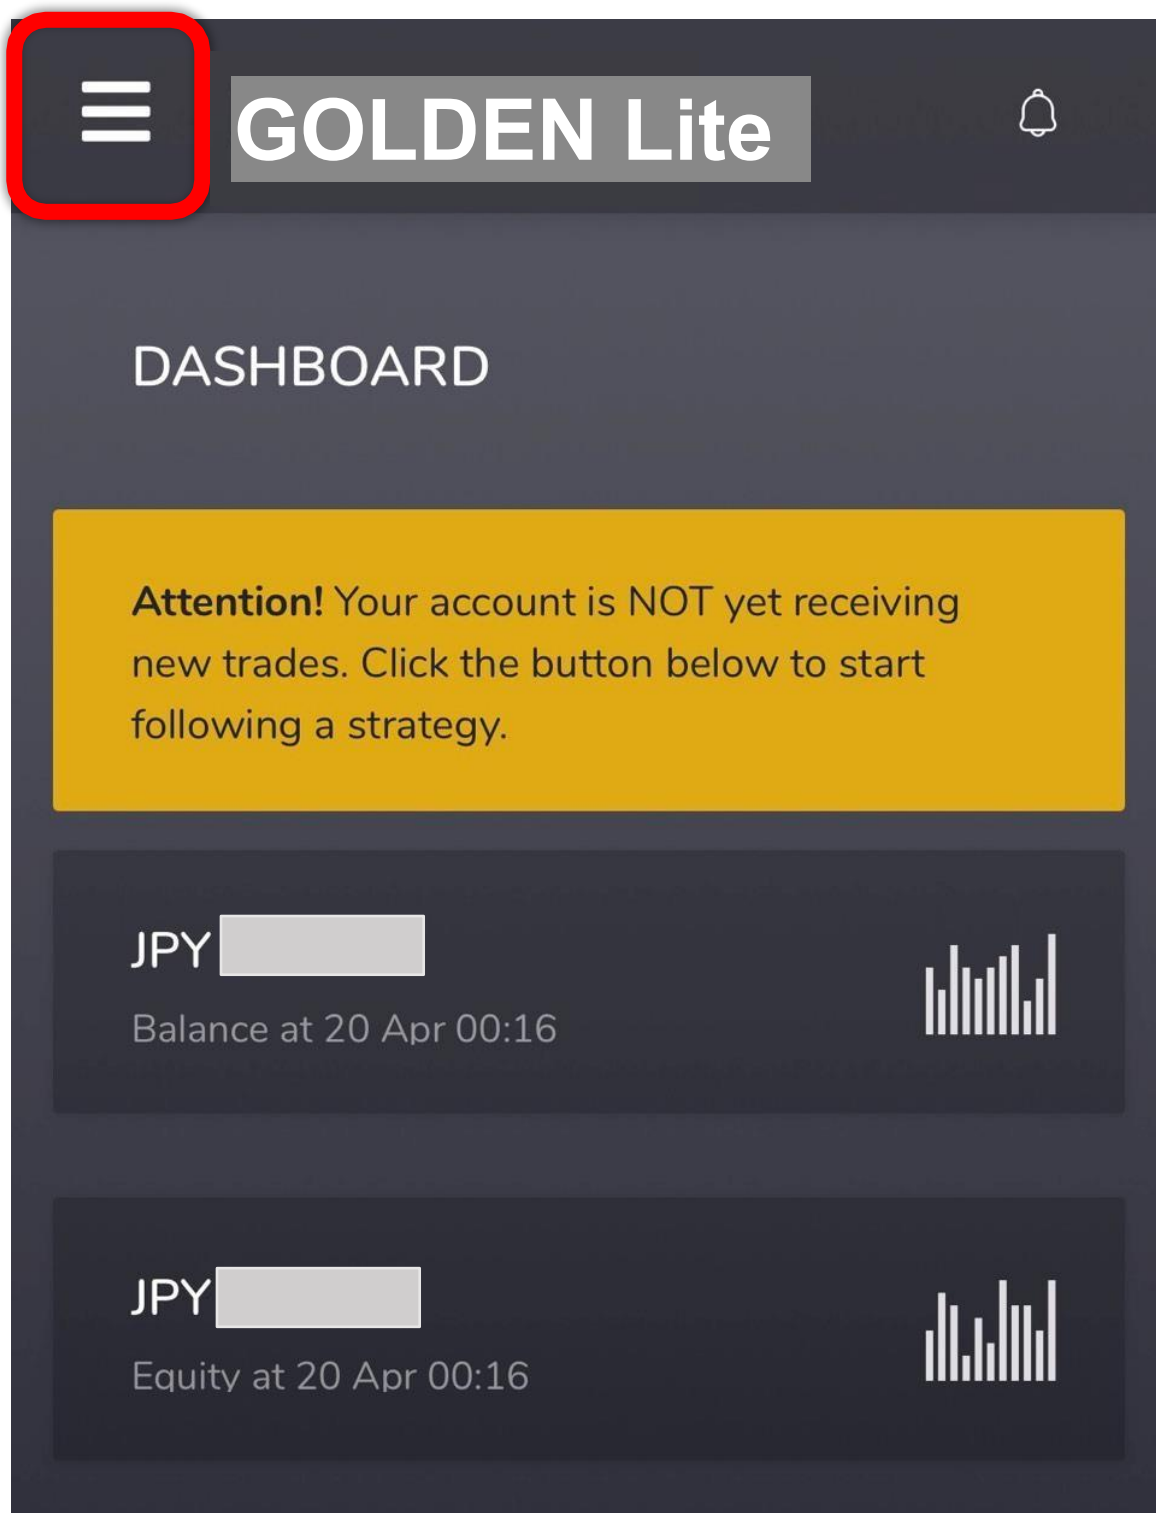 GOLDEN Lite
DASHBOARD
Attention! Your account is NOT yet receiving
new trades. Click the button below to start
following a strategy.
JPY
Balance at 20 Apr 00:16
JPY
Equity at 20 Apr 00:16